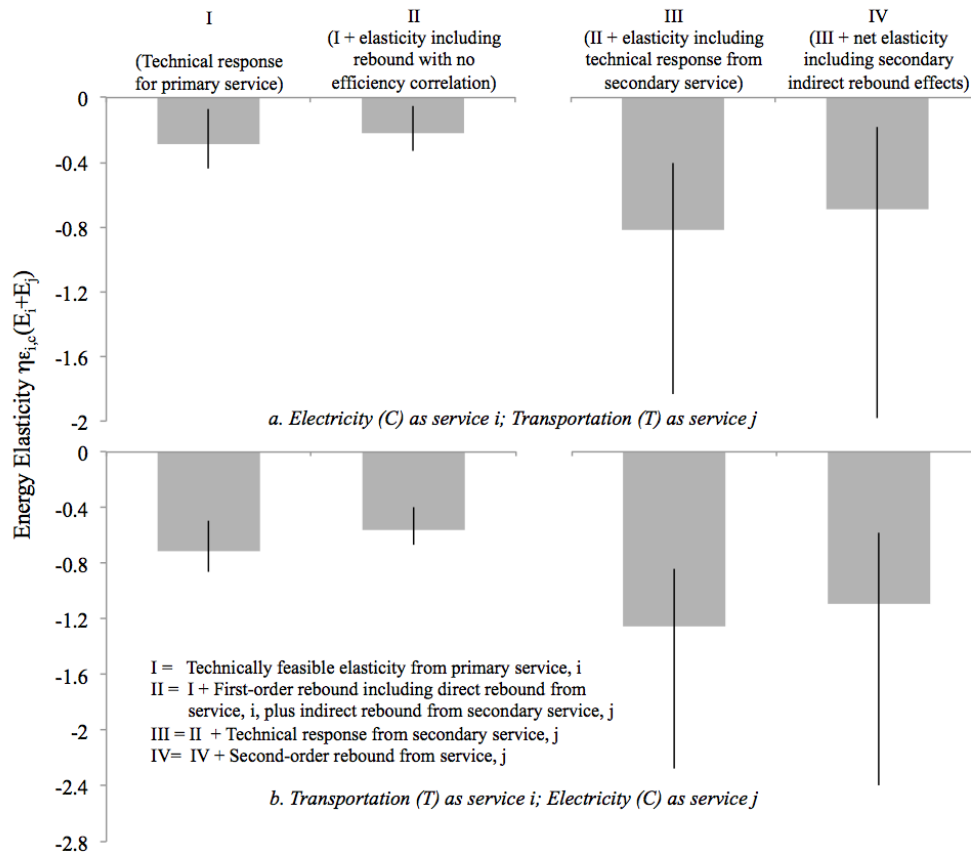 I
(Technical response
for primary service)
II
(I + elasticity including
rebound with no
efficiency correlation)
III
(II + elasticity including
technical response from
secondary service)
IV
(III + net elasticity
including secondary
indirect rebound effects)
Energy Elasticity ηε_{i,c}(E_i+E_j)
0
-0.4
-0.8
-1.2
-1.6
-2
a. Electricity (C) as service i; Transportation (T) as service j
0
-0.4
-0.8
-1.2
-1.6
-2
-2.4
-2.8
I = Technically feasible elasticity from primary service, i
II = I + First-order rebound including direct rebound from
service, i, plus indirect rebound from secondary service, j
III = II + Technical response from secondary service, j
IV= IV + Second-order rebound from service, j
b. Transportation (T) as service i; Electricity (C) as service j